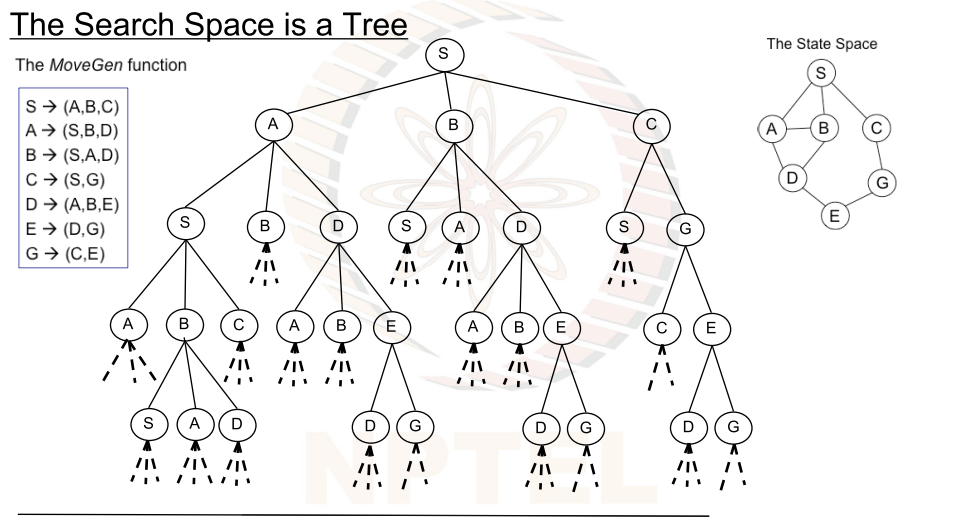 The Search Space is a Tree
The MoveGen function
S → (A,B,C)
A → (S,B,D)
B → (S,A,D)
C → (S,G)
D → (A,B,E)
E → (D,G)
G → (C,E)
S
A B C
S B D S A D S G
A B C A B E A B E C E
S A D D G D G D G
The State Space
S
A B C
D G
E
NPTEL